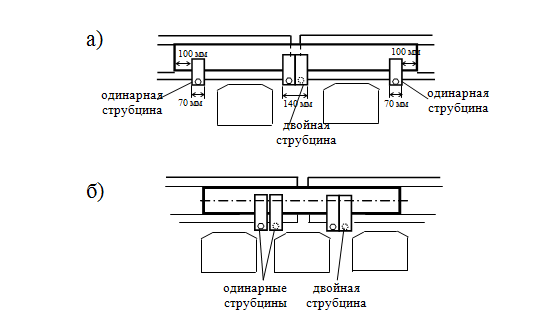 а)
100 мм
100 мм
одинарная
струбцина
70 мм
140 мм
70 мм
одинарная
струбцина
двойная
струбцина
б)
одинарные
струбцины
двойная
струбцина